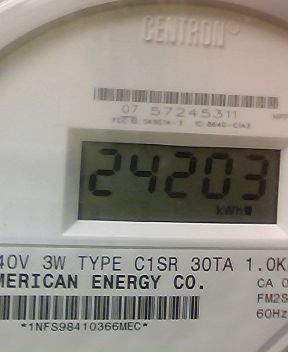 CENTRON®
07 57245311
24203
kWh
40V 3W TYPE C1SR 30TA 1.0K
MERICAN ENERGY CO.
CA 0
FM2S
60Hz
*1NFS98410366MEC*